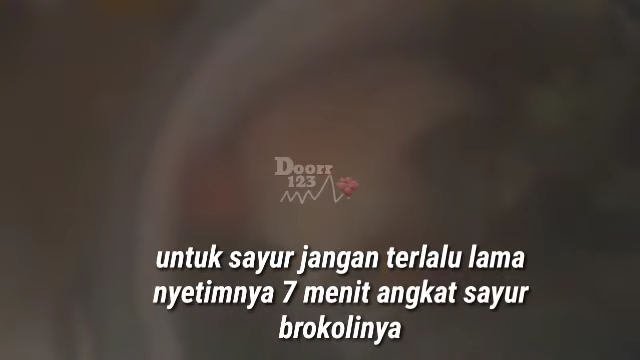 Doorr
123
untuk sayur jangan terlalu lama
nyetimnya 7 menit angkat sayur
brokolinya